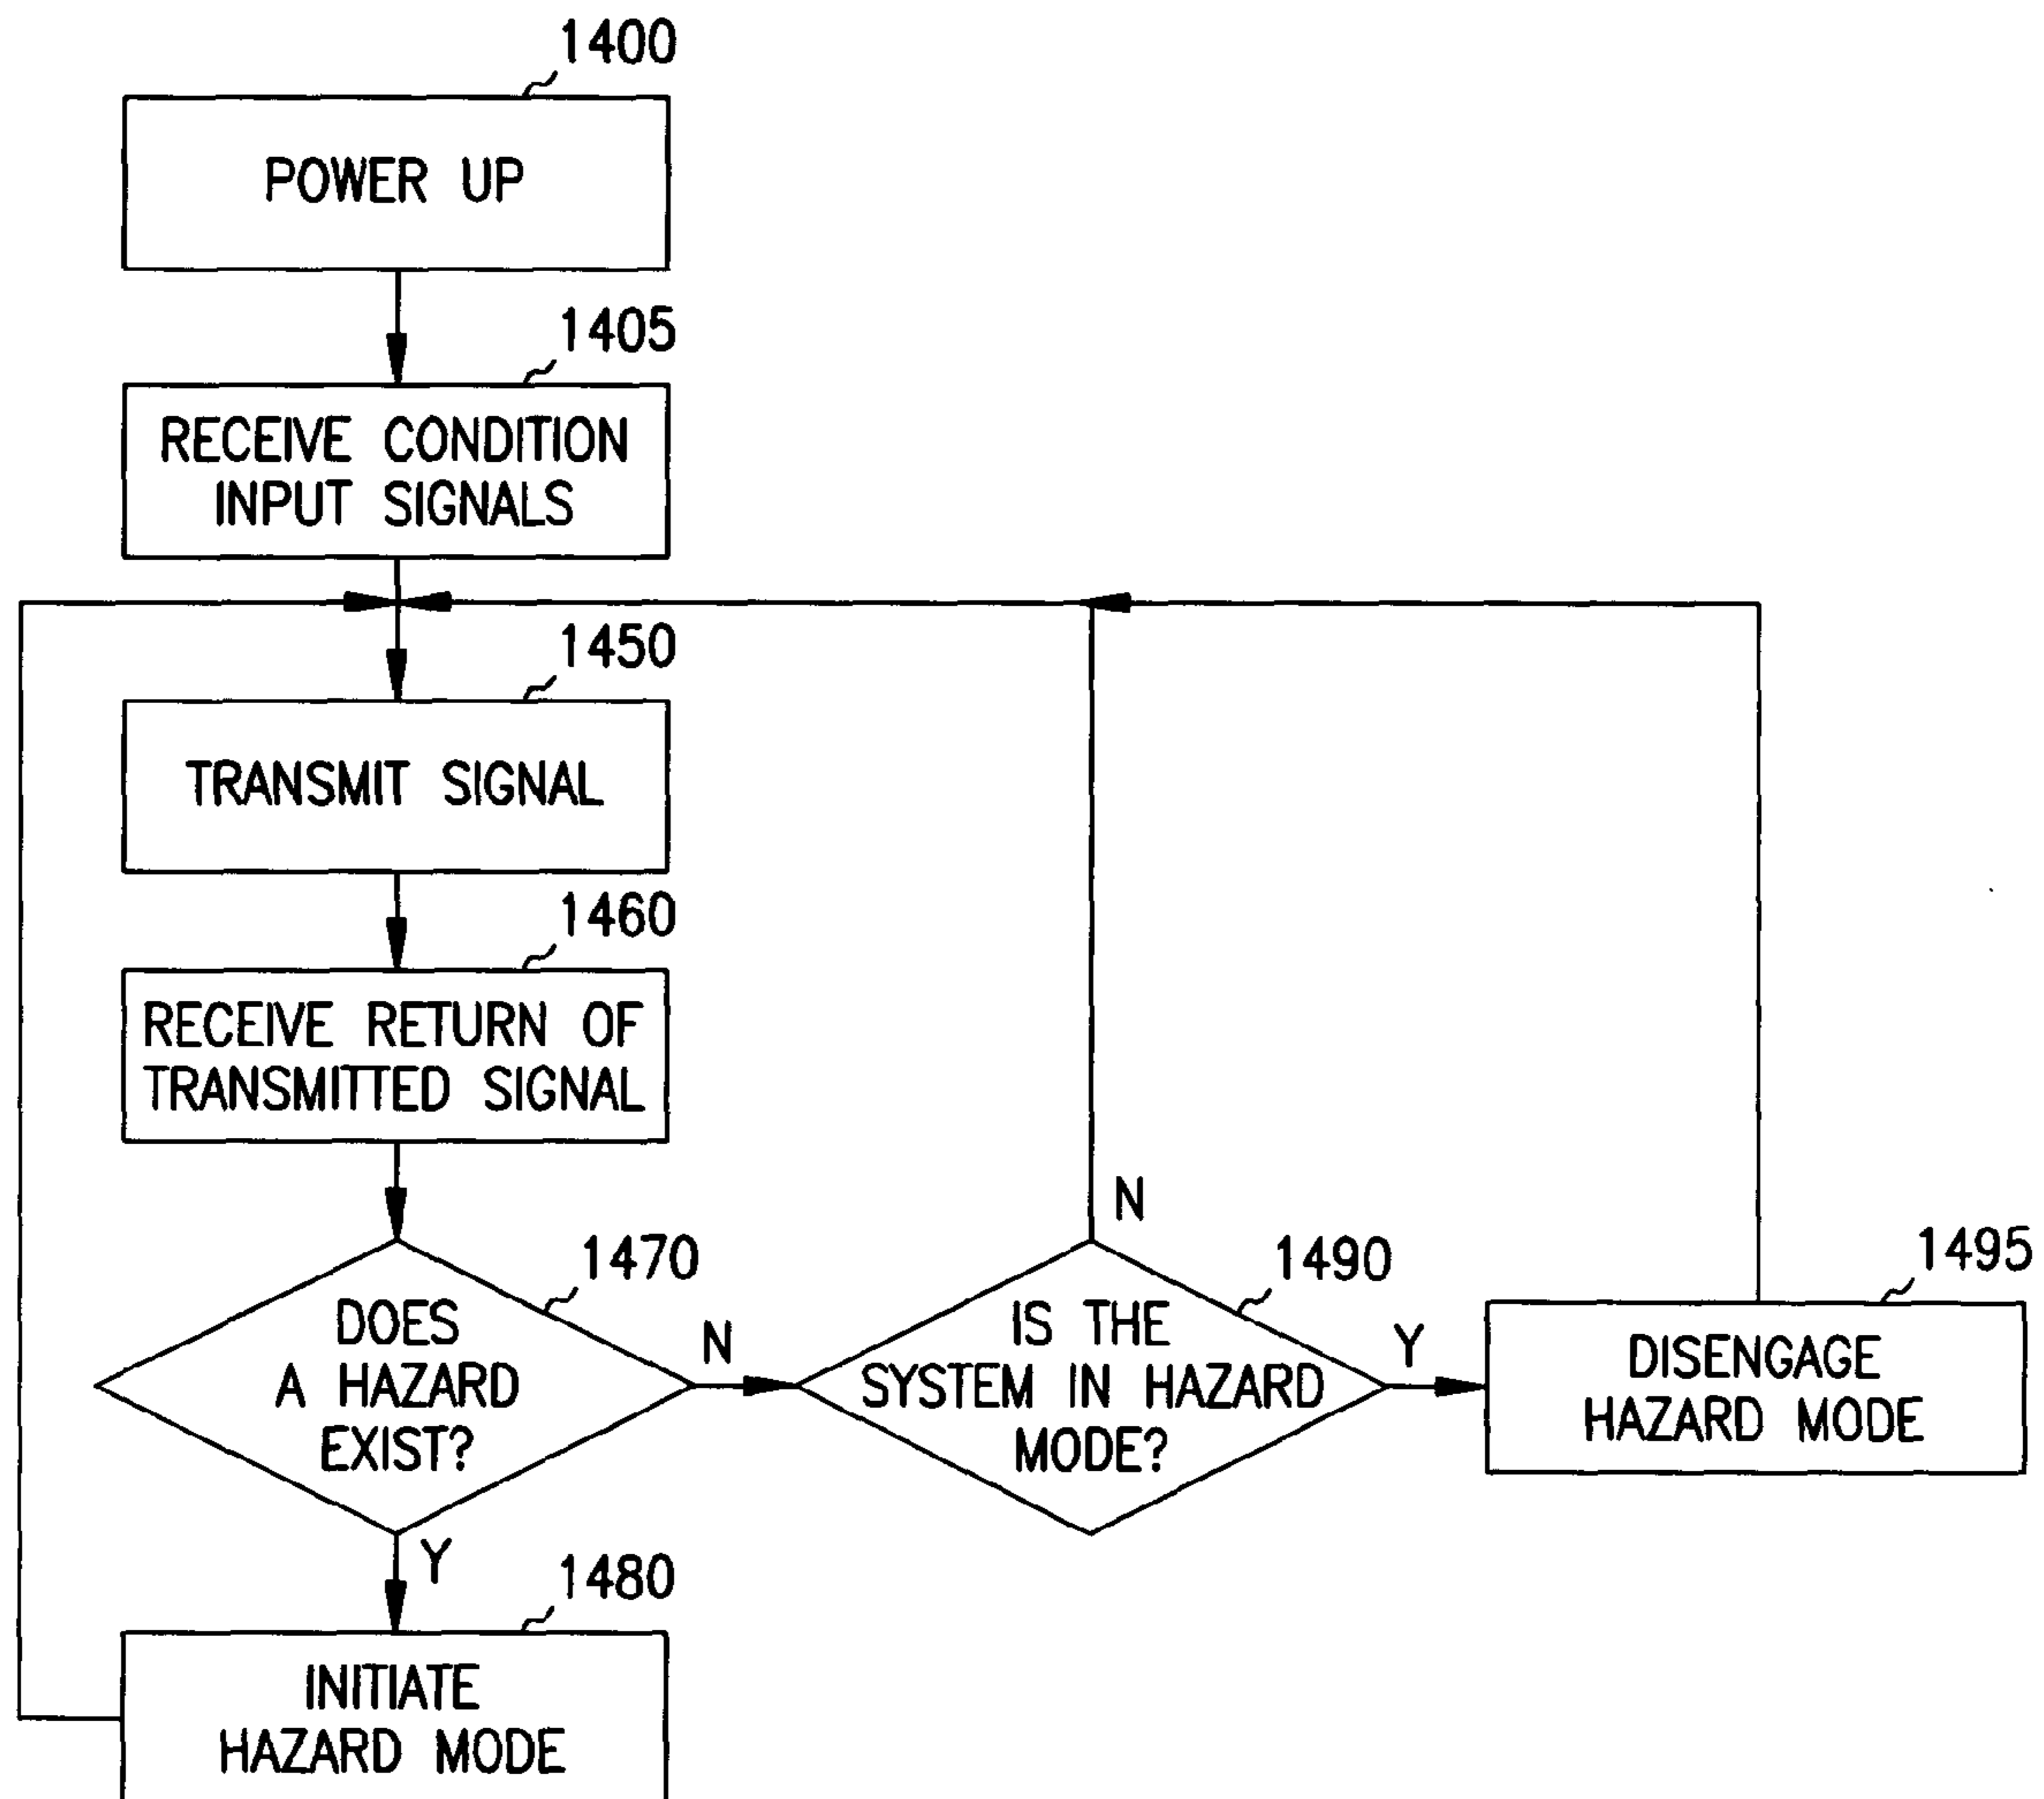 1400
POWER UP
1405
RECEIVE CONDITION
INPUT SIGNALS
1450
TRANSMIT SIGNAL
1460
RECEIVE RETURN OF
TRANSMITTED SIGNAL
1470
DOES
A HAZARD
EXIST?
N
Y
1480
INITIATE
HAZARD MODE
1490
IS THE
SYSTEM IN HAZARD
MODE?
N
Y
1495
DISENGAGE
HAZARD MODE